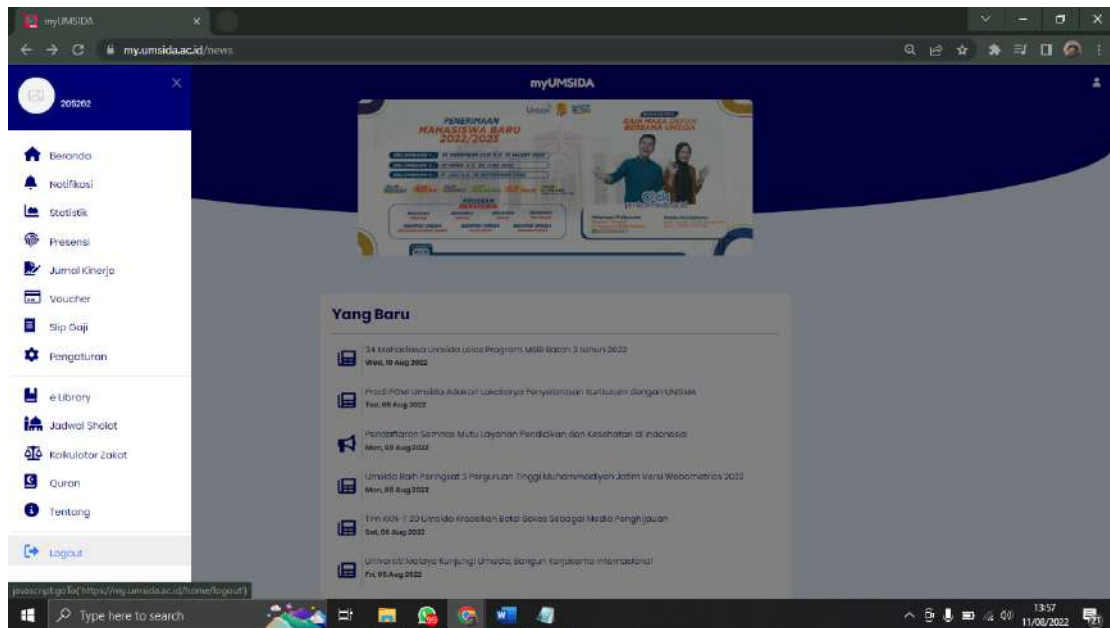 myUMSIDA
my.umsida.ac.id/news
205262
Beranda
Notifikasi
Statistik
Presensi
Jurnal Kinerja
Voucher
Slip Gaji
Pengaturan
e Library
Jadwal Sholat
Kalkulator Zakat
Quran
Tentang
Logout
javascript:goTo('https://my.umsida.ac.id/home/logout')
myUMSIDA
PENERIMAAN
MAHASISWA BARU
2022/2023
Yang Baru
34 Mahasiswa Umsida Lolos Program MSIB Batch 3 tahun 2022
Wed, 10 Aug 2022
Prodi PGMI Umsida Adakan Lokakarya Penyelarasan Kurikulum dengan UNISMA
Tue, 09 Aug 2022
Pendaftaran Semnas Mutu Layanan Pendidikan dan Kesehatan di Indonesia
Mon, 08 Aug 2022
Umsida Raih Peringkat 3 Perguruan Tinggi Muhammadiyah Jatim Versi Webometrics 2022
Mon, 08 Aug 2022
Tim KKN-T 20 Umsida Kreasikan Botol Bekas Sebagai Media Penghijauan
Sat, 06 Aug 2022
Universiti Malaya Kunjungi Umsida, Bangun Kerjasama Internasional
Fri, 05 Aug 2022
Type here to search
13:57
11/08/2022